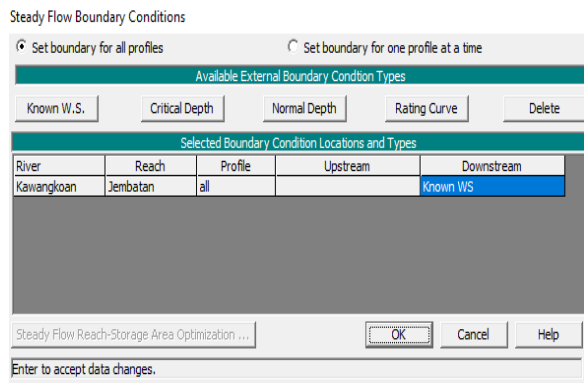 Steady Flow Boundary Conditions
Set boundary for all profiles Set boundary for one profile at a time
Available External Boundary Condtion Types
Known W.S. Critical Depth Normal Depth Rating Curve Delete
Selected Boundary Condition Locations and Types
River Reach Profile Upstream Downstream
Kawangkoan Jembatan all Known WS
Steady Flow Reach-Storage Area Optimization ... OK Cancel Help
Enter to accept data changes.